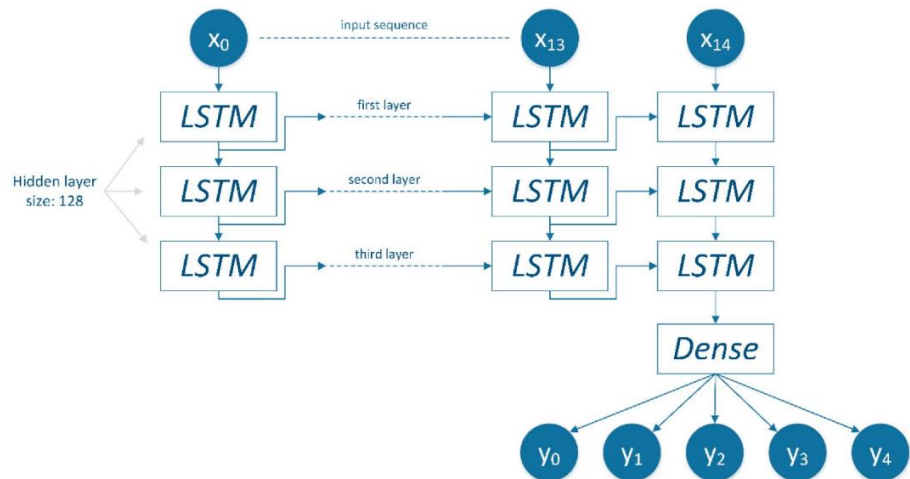 x0 input sequence x13 x14
LSTM first layer LSTM LSTM
Hidden layer
size: 128
LSTM second layer LSTM LSTM
LSTM third layer LSTM LSTM
Dense
y0 y1 y2 y3 y4